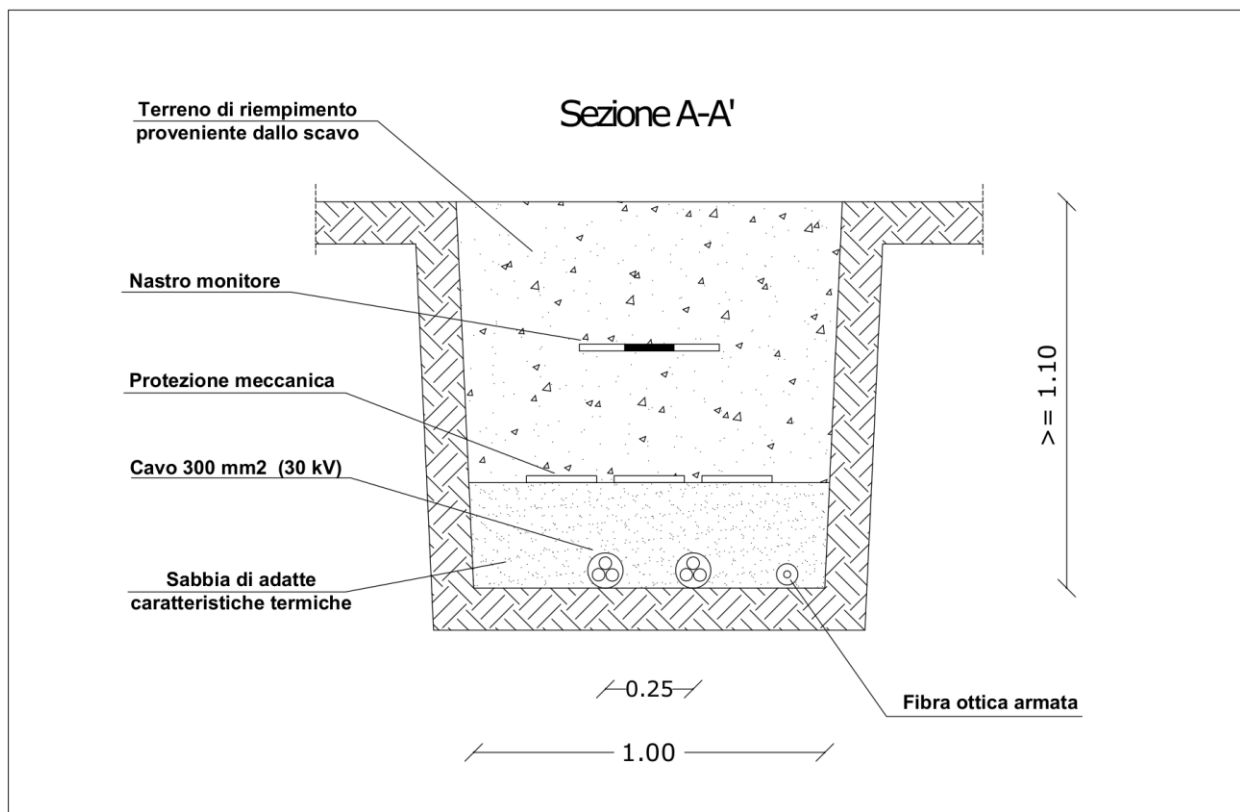 Terreno di riempimento
proveniente dallo scavo
Sezione A-A'
Nastro monitore
Protezione meccanica
Cavo 300 mm2 (30 kV)
Sabbia di adatte
caratteristiche termiche
>= 1.10
0.25
Fibra ottica armata
1.00